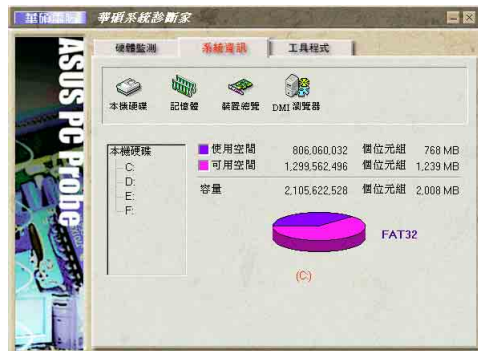 華碩電腦 華碩系統診斷家
ASUS PC Probe
硬體監測 系統資訊 工具程式
本機硬碟 記憶體 裝置總覽 DMI 瀏覽器
本機硬碟
C:
D:
E:
F:
使用空間 806,060,032 個位元組 768 MB
可用空間 1,299,562,496 個位元組 1,239 MB
容量 2,105,622,528 個位元組 2,008 MB
FAT32
(C:)